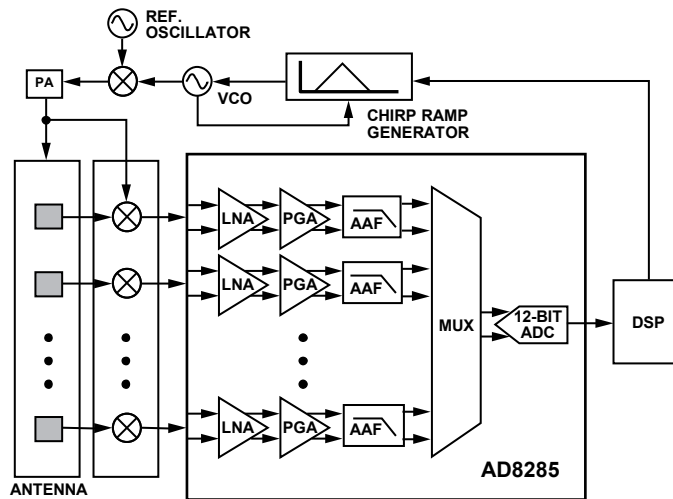 REF.
OSCILLATOR
PA
VCO
CHIRP RAMP
GENERATOR
LNA
PGA
AAF
LNA
PGA
AAF
MUX
12-BIT
ADC
DSP
LNA
PGA
AAF
AD8285
ANTENNA